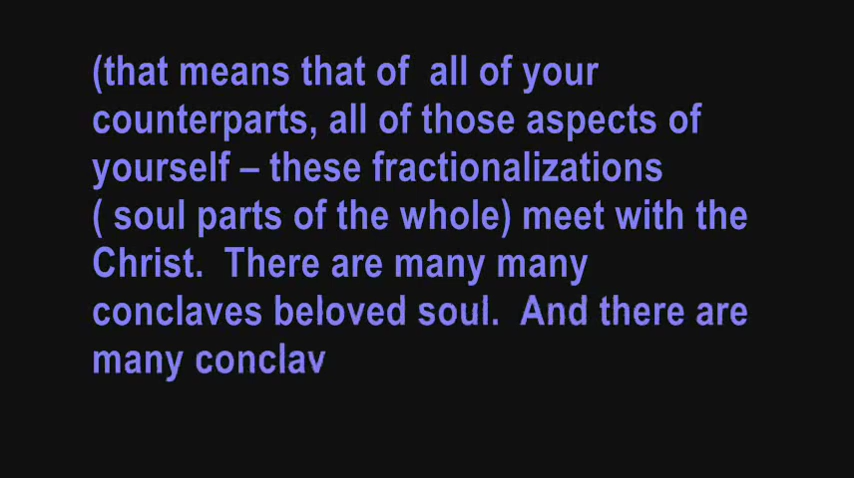 (that means that of  all of your
counterparts, all of those aspects of
yourself – these fractionalizations
( soul parts of the whole) meet with the
Christ.  There are many many
conclaves beloved soul.  And there are
many conclav